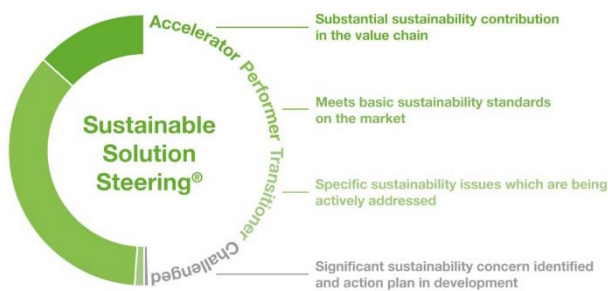 Accelerator
Substantial sustainability contribution
in the value chain
Performer
Meets basic sustainability standards
on the market
Sustainable
Solution
Steering®
Transitioner
Specific sustainability issues which are being
actively addressed
Challenged
Significant sustainability concern identified
and action plan in development